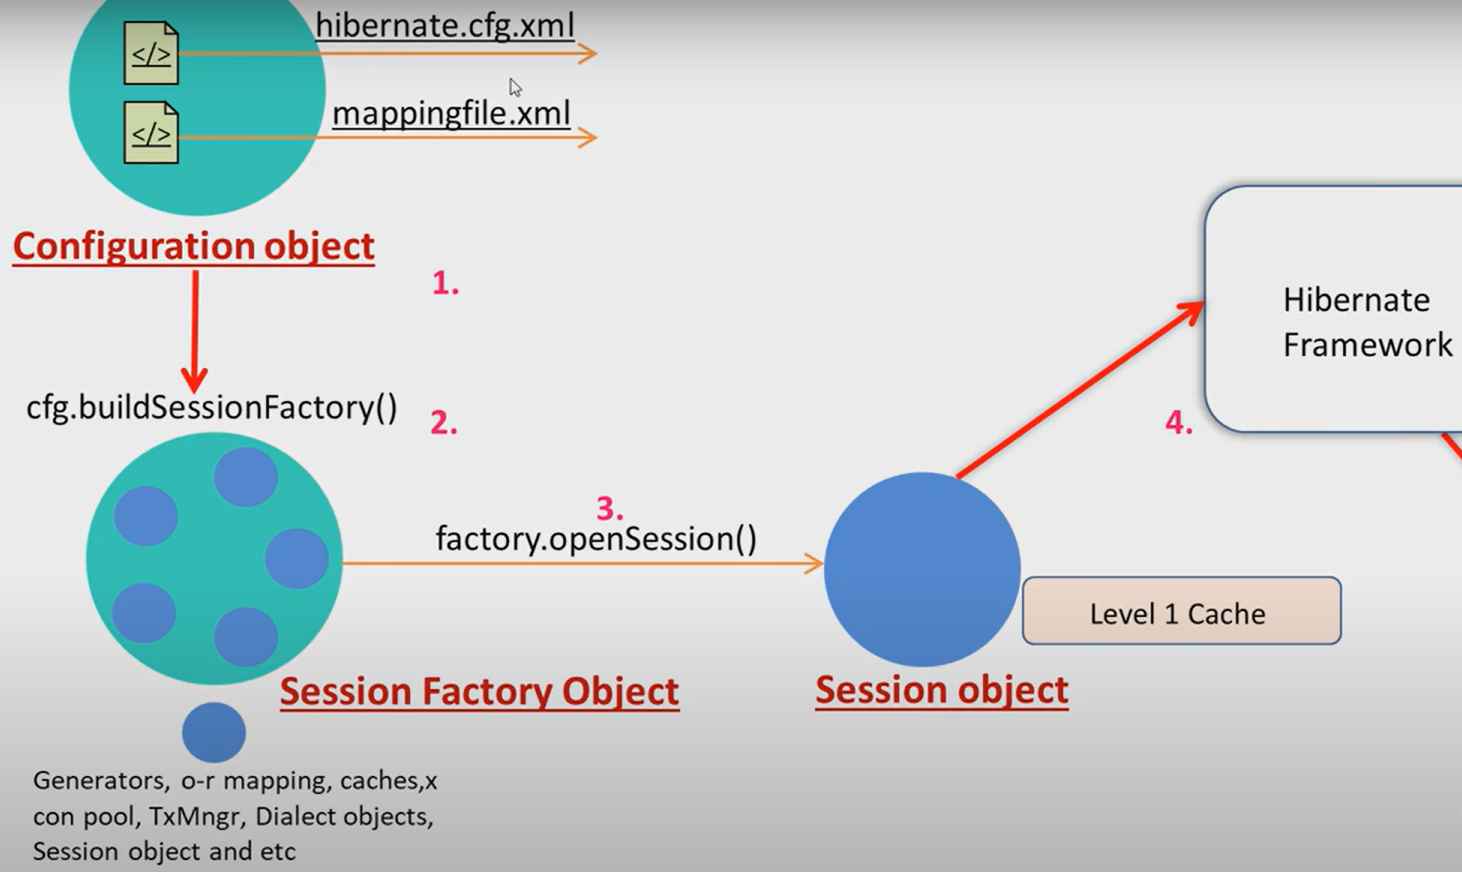 hibernate.cfg.xml
</>
mappingfile.xml
</>
Configuration object
1.
cfg.buildSessionFactory()
2.
3.
factory.openSession()
4.
Hibernate
Framework
Level 1 Cache
Session Factory Object
Session object
Generators, o-r mapping, caches,x
con pool, TxMngr, Dialect objects,
Session object and etc